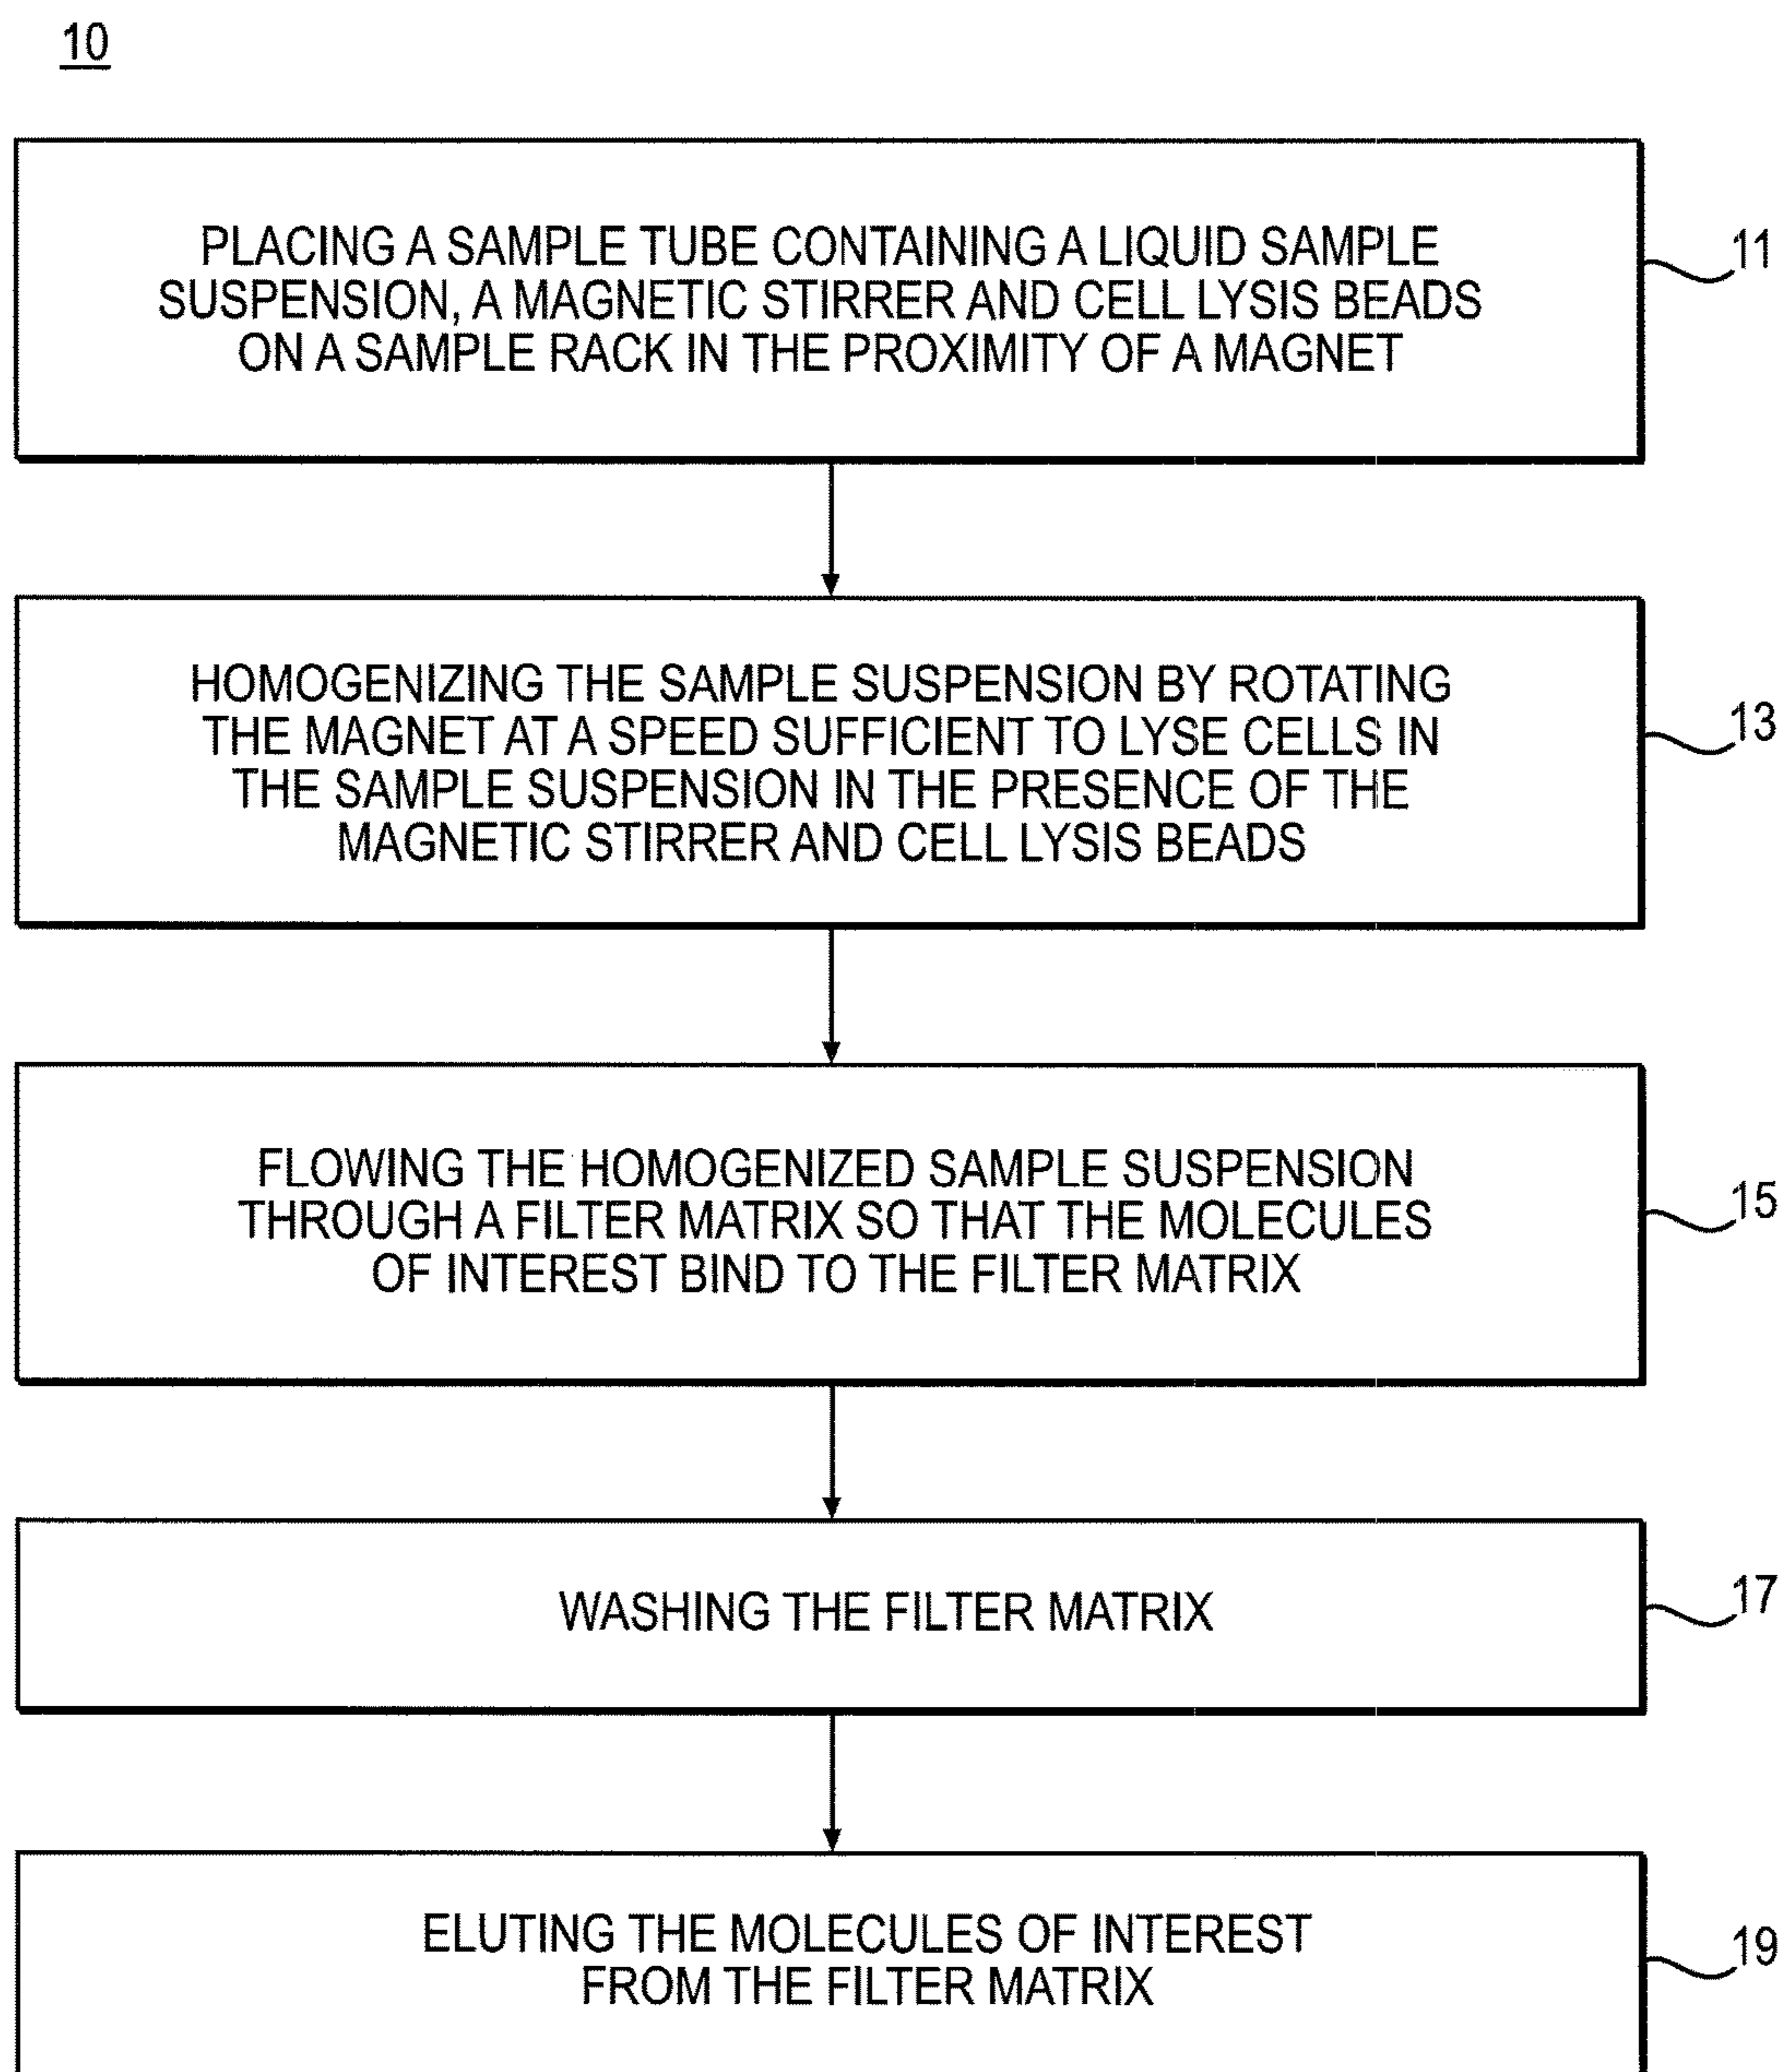 10
PLACING A SAMPLE TUBE CONTAINING A LIQUID SAMPLE
SUSPENSION, A MAGNETIC STIRRER AND CELL LYSIS BEADS
ON A SAMPLE RACK IN THE PROXIMITY OF A MAGNET
11
HOMOGENIZING THE SAMPLE SUSPENSION BY ROTATING
THE MAGNET AT A SPEED SUFFICIENT TO LYSE CELLS IN
THE SAMPLE SUSPENSION IN THE PRESENCE OF THE
MAGNETIC STIRRER AND CELL LYSIS BEADS
13
FLOWING THE HOMOGENIZED SAMPLE SUSPENSION
THROUGH A FILTER MATRIX SO THAT THE MOLECULES
OF INTEREST BIND TO THE FILTER MATRIX
15
WASHING THE FILTER MATRIX
17
ELUTING THE MOLECULES OF INTEREST
FROM THE FILTER MATRIX
19